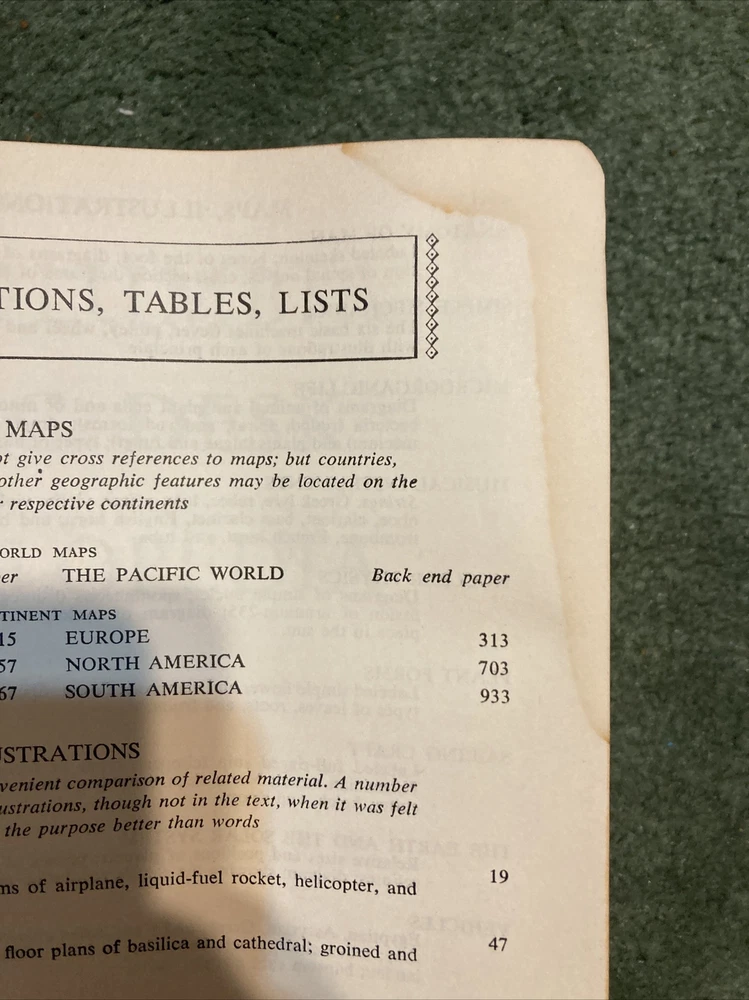 TIONS, TABLES, LISTS
MAPS
ot give cross references to maps; but countries,
other geographic features may be located on the
r respective continents
ORLD MAPS
er THE PACIFIC WORLD Back end paper
TINENT MAPS
15 EUROPE 313
57 NORTH AMERICA 703
67 SOUTH AMERICA 933
USTRATIONS
venient comparison of related material. A number
ustrations, though not in the text, when it was felt
the purpose better than words
ms of airplane, liquid-fuel rocket, helicopter, and 19
floor plans of basilica and cathedral; groined and 47